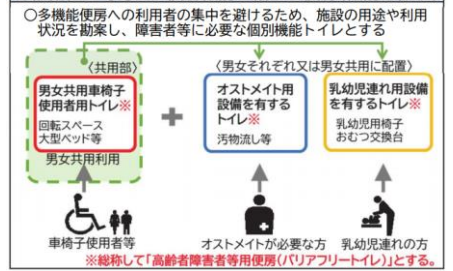 ○多機能便房への利用者の集中を避けるため、施設の用途や利用
状況を勘案し、障害者等に必要な個別機能トイレとする
〈共用部〉
〈男女それぞれ又は男女共用に配置〉
男女共用車椅子
使用者用トイレ※
回転スペース
大型ベッド等
男女共用利用
+
オストメイト用
設備を有する
トイレ※
汚物流し等
乳幼児連れ用設備
を有するトイレ※
乳幼児用椅子
おむつ交換台
車椅子使用者等
オストメイトが必要な方
乳幼児連れの方
※総称して「高齢者障害者等用便房(バリアフリートイレ)」とする。